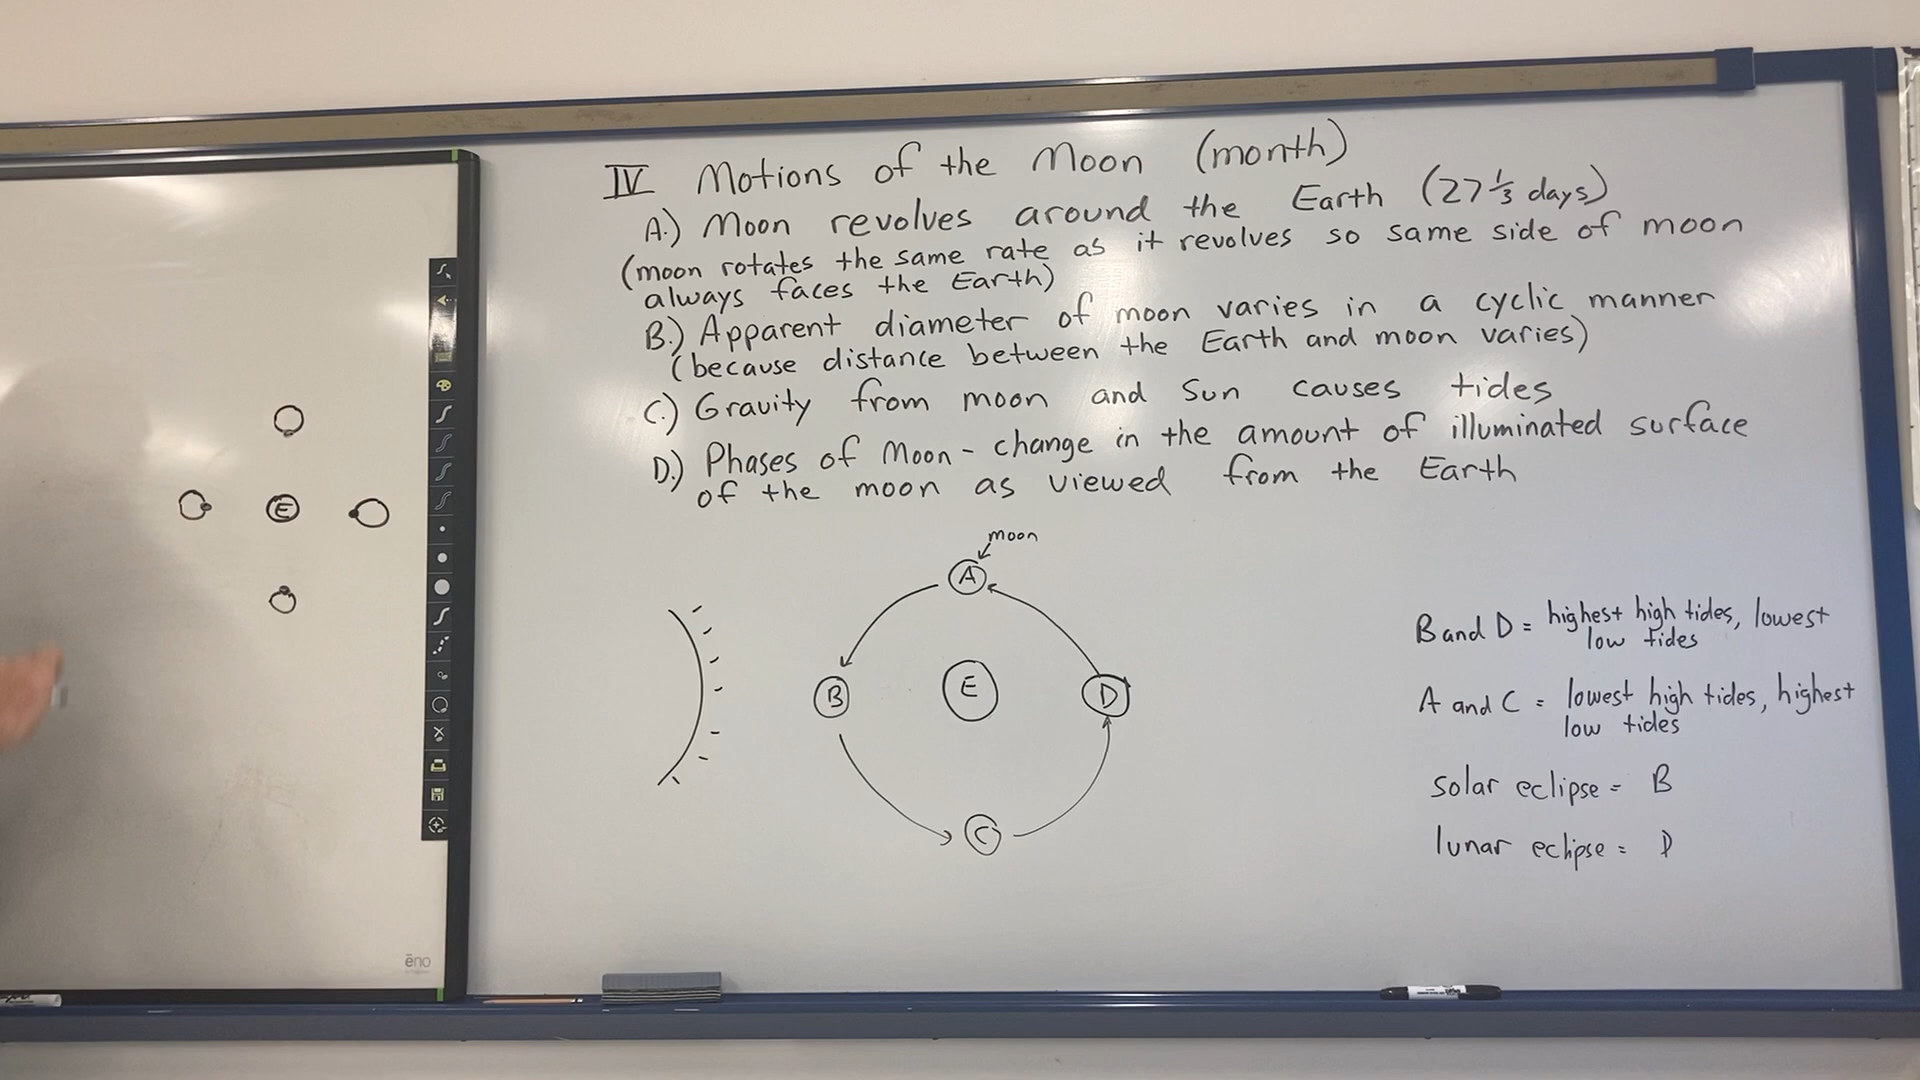 IV Motions of the Moon (month)
A.) Moon revolves around the Earth (27 1/3 days)
(moon rotates the same rate as it revolves so same side of moon
always faces the Earth)
B.) Apparent diameter of moon varies in a cyclic manner
(because distance between the Earth and moon varies)
C.) Gravity from moon and Sun causes tides
D.) Phases of Moon - change in the amount of illuminated surface
of the moon as viewed from the Earth
moon
A
B
E
D
C
B and D = highest high tides, lowest
low tides
A and C = lowest high tides, highest
low tides
solar eclipse = B
lunar eclipse = D
E
ēno